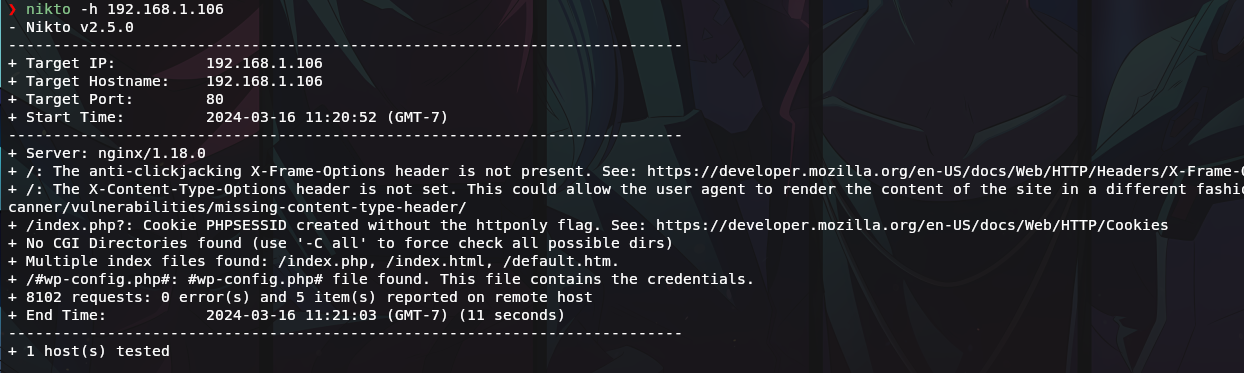 ❯ nikto -h 192.168.1.106
- Nikto v2.5.0
---------------------------------------------------------------------------
+ Target IP:          192.168.1.106
+ Target Hostname:    192.168.1.106
+ Target Port:        80
+ Start Time:         2024-03-16 11:20:52 (GMT-7)
---------------------------------------------------------------------------
+ Server: nginx/1.18.0
+ /: The anti-clickjacking X-Frame-Options header is not present. See: https://developer.mozilla.org/en-US/docs/Web/HTTP/Headers/X-Frame-O
+ /: The X-Content-Type-Options header is not set. This could allow the user agent to render the content of the site in a different fashio
canner/vulnerabilities/missing-content-type-header/
+ /index.php?: Cookie PHPSESSID created without the httponly flag. See: https://developer.mozilla.org/en-US/docs/Web/HTTP/Cookies
+ No CGI Directories found (use '-C all' to force check all possible dirs)
+ Multiple index files found: /index.php, /index.html, /default.htm.
+ /#wp-config.php#: #wp-config.php# file found. This file contains the credentials.
+ 8102 requests: 0 error(s) and 5 item(s) reported on remote host
+ End Time:           2024-03-16 11:21:03 (GMT-7) (11 seconds)
---------------------------------------------------------------------------
+ 1 host(s) tested